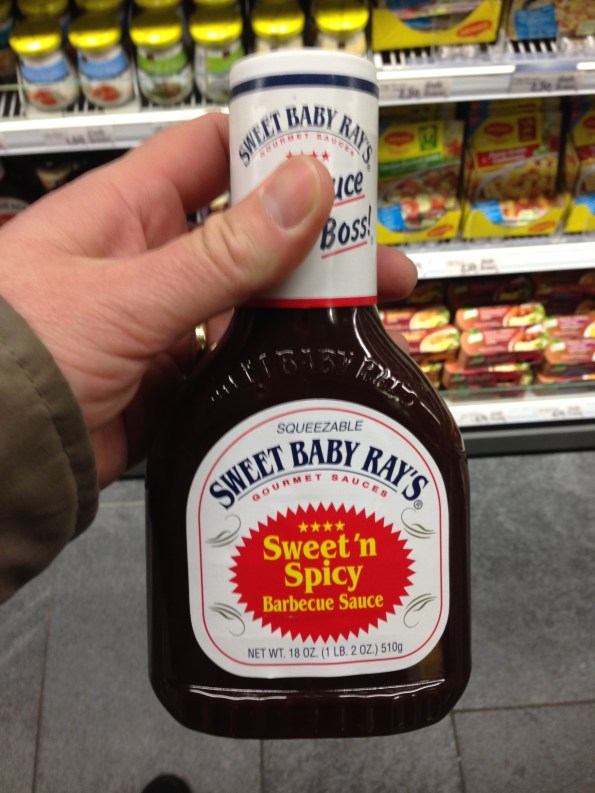 SWEET BABY RAY'S
GOURMET SAUCES
uce
Boss!
SQUEEZABLE
SWEET BABY RAY'S
GOURMET SAUCES
Sweet'n
Spicy
Barbecue Sauce
NET WT. 18 OZ. (1 LB. 2 OZ.) 510g